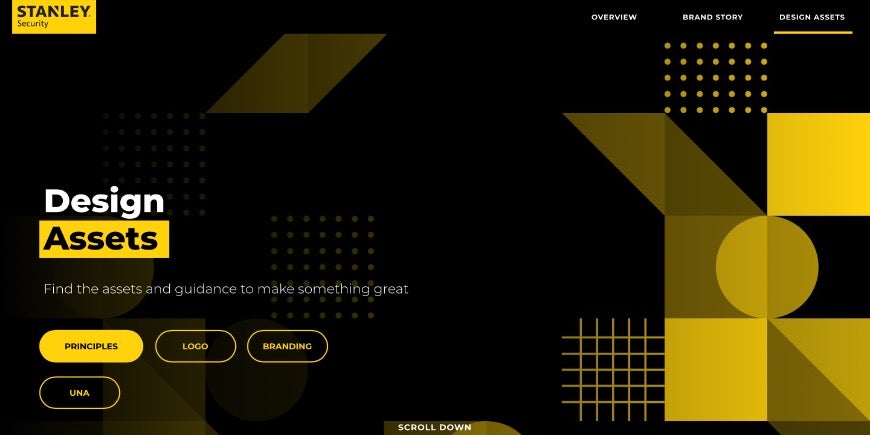 STANLEY.
Security
OVERVIEW
BRAND STORY
DESIGN ASSETS
Design
Assets
Find the assets and guidance to make something great
PRINCIPLES
LOGO
BRANDING
UNA
SCROLL DOWN